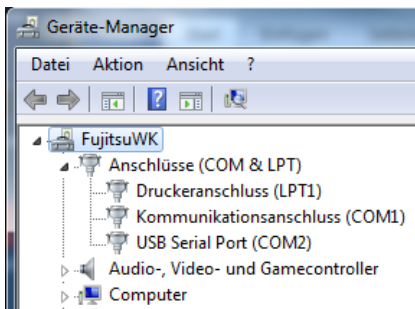 Geräte-Manager
Datei Aktion Ansicht ?
FujitsuWK
Anschlüsse (COM & LPT)
Druckeranschluss (LPT1)
Kommunikationsanschluss (COM1)
USB Serial Port (COM2)
Audio-, Video- und Gamecontroller
Computer